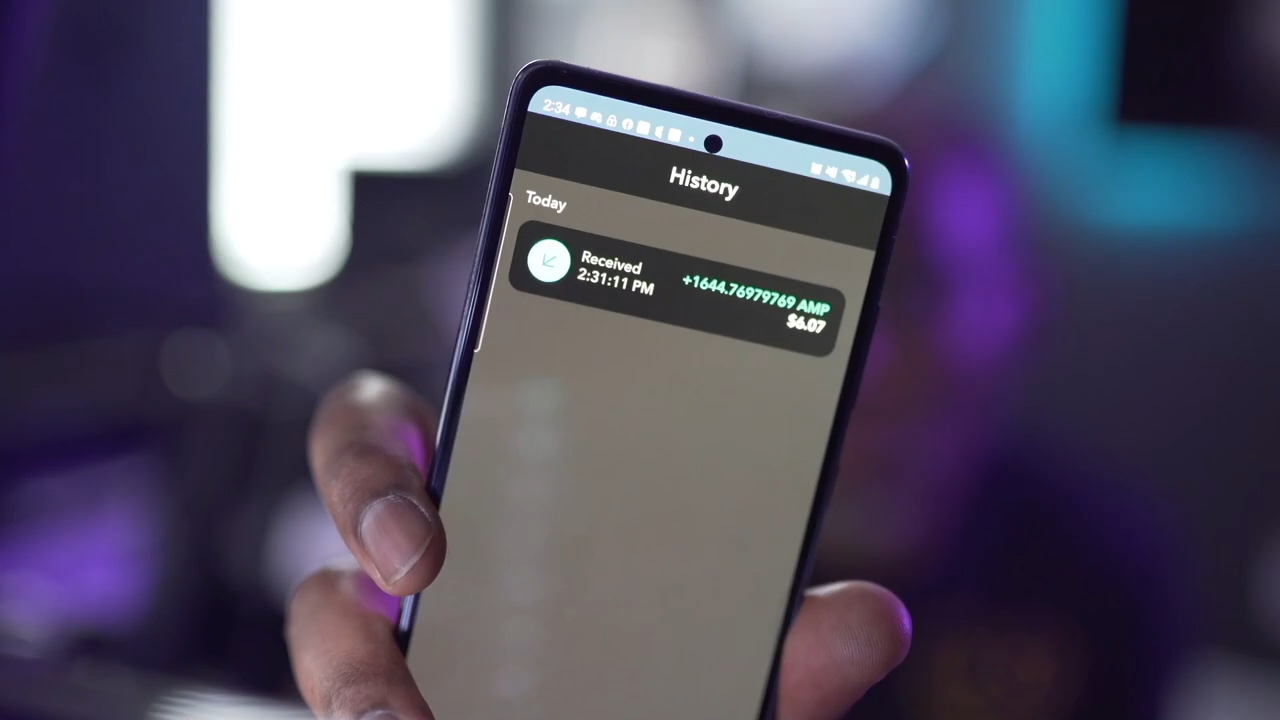 2:34
History
Today
Received
2:31:11 PM
+1644.76979769 AMP
$6.07